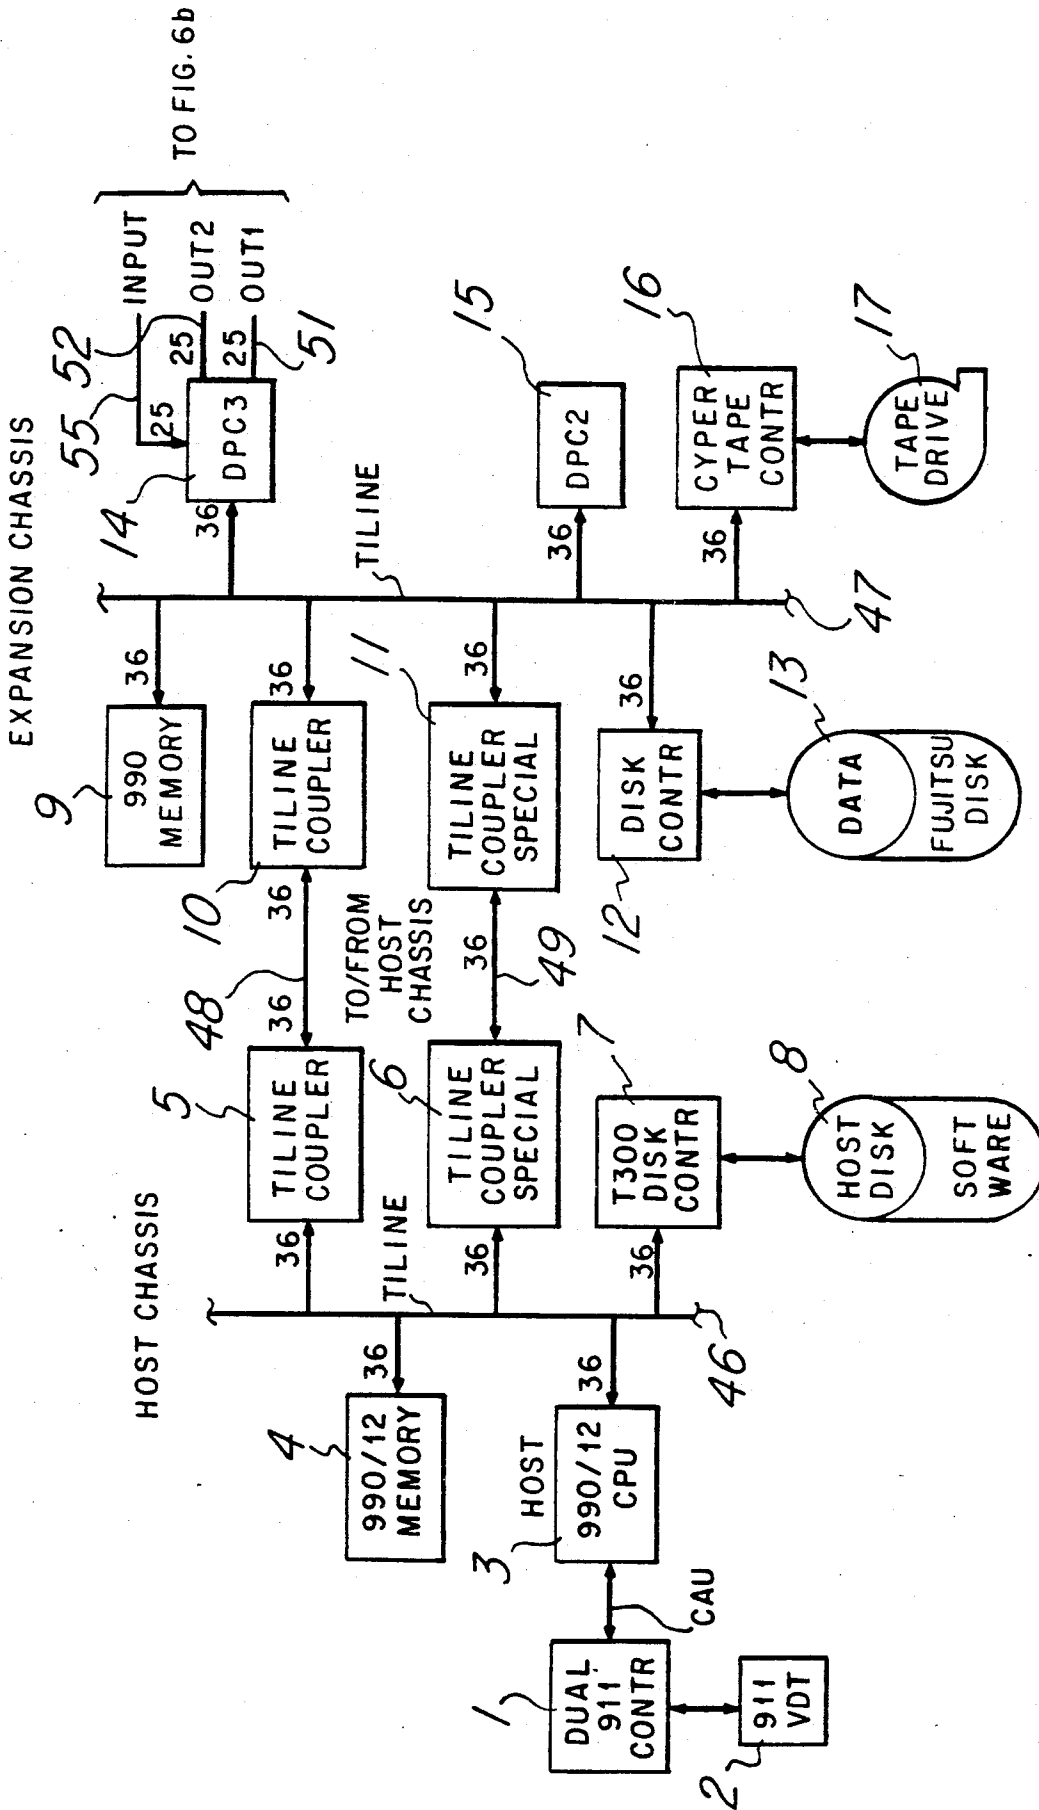 HOST CHASSIS
EXPANSION CHASSIS
4
990/12
MEMORY
36
HOST
3
990/12
CPU
36
CAU
1
DUAL
911
CONTR
2
911
VDT
TILINE
46
36
5
TILINE
COUPLER
36
48
36
10
TILINE
COUPLER
36
TO/FROM
HOST
CHASSIS
36
6
TILINE
COUPLER
SPECIAL
36
49
11
TILINE
COUPLER
SPECIAL
36
36
7
T300
DISK
CONTR
8
HOST
DISK
SOFT
WARE
9
990
MEMORY
36
12
DISK
CONTR
36
13
DATA
FUJITSU
DISK
TILINE
47
14
36
DPC3
55
25
INPUT
52
25
OUT2
25
OUT1
51
TO FIG. 6b
15
36
DPC2
16
36
CYPER
TAPE
CONTR
17
TAPE
DRIVE